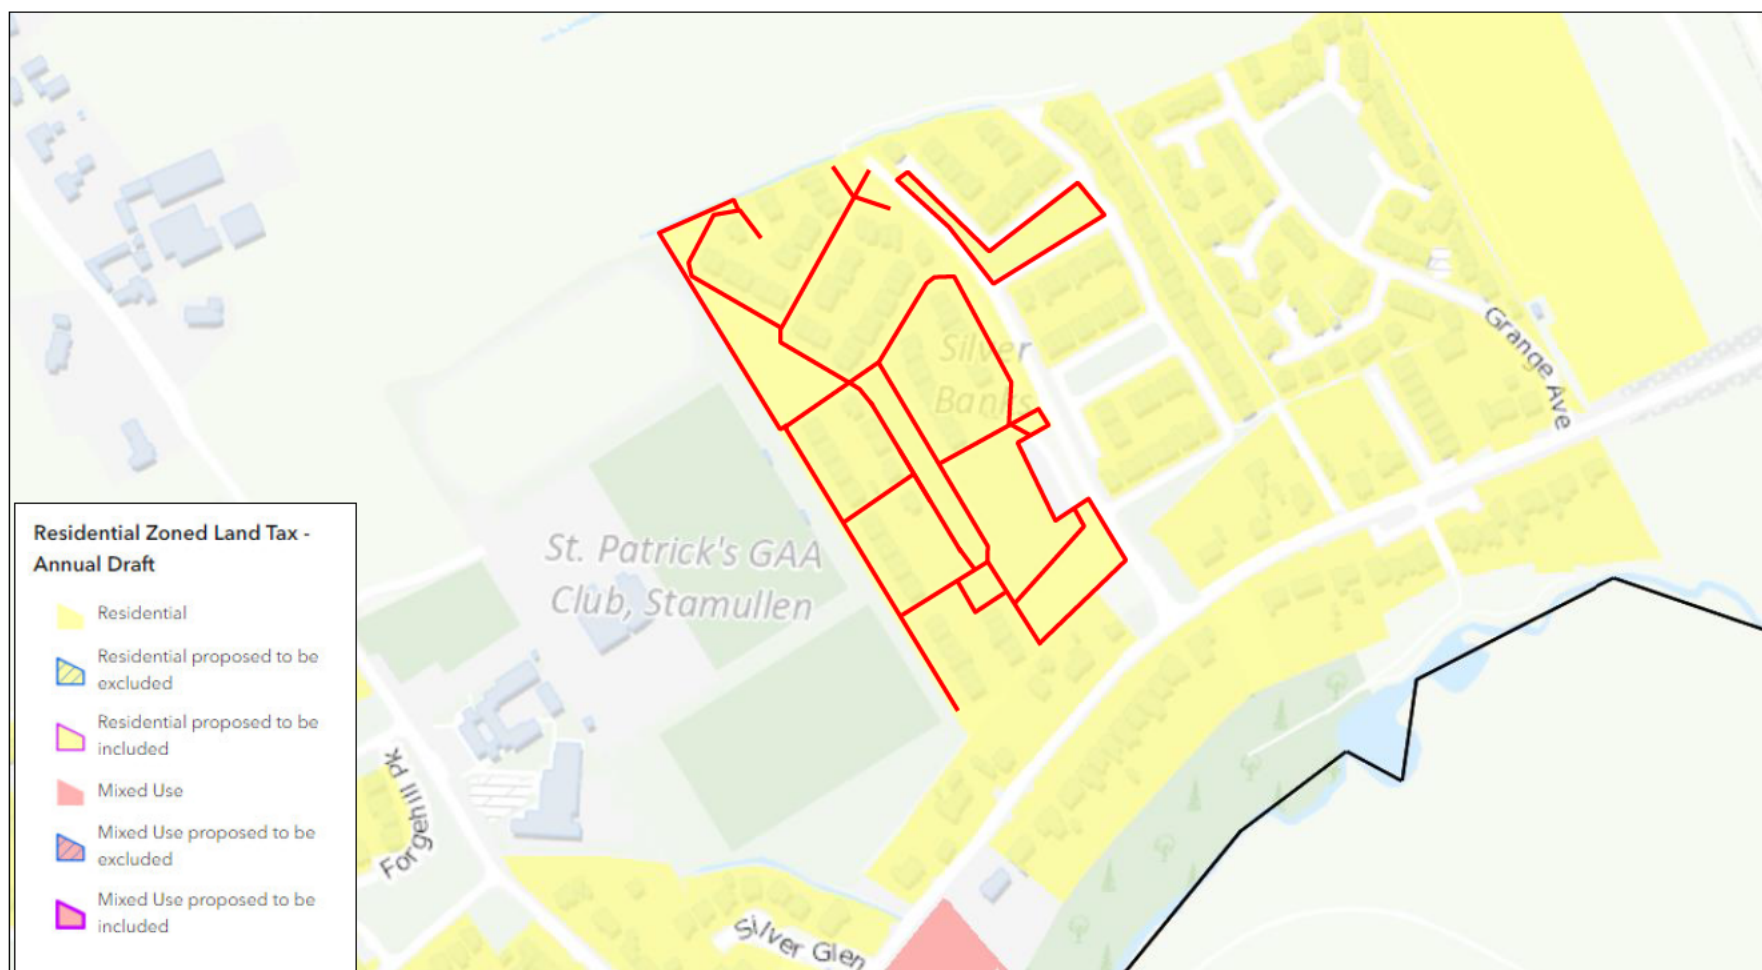 Silver
Banks
Grange Ave
St. Patrick's GAA
Club, Stamullen
Residential Zoned Land Tax -
Annual Draft
Residential
Residential proposed to be
excluded
Residential proposed to be
included
Mixed Use
Mixed Use proposed to be
excluded
Mixed Use proposed to be
included
Forgehill Pk
Silver Glen